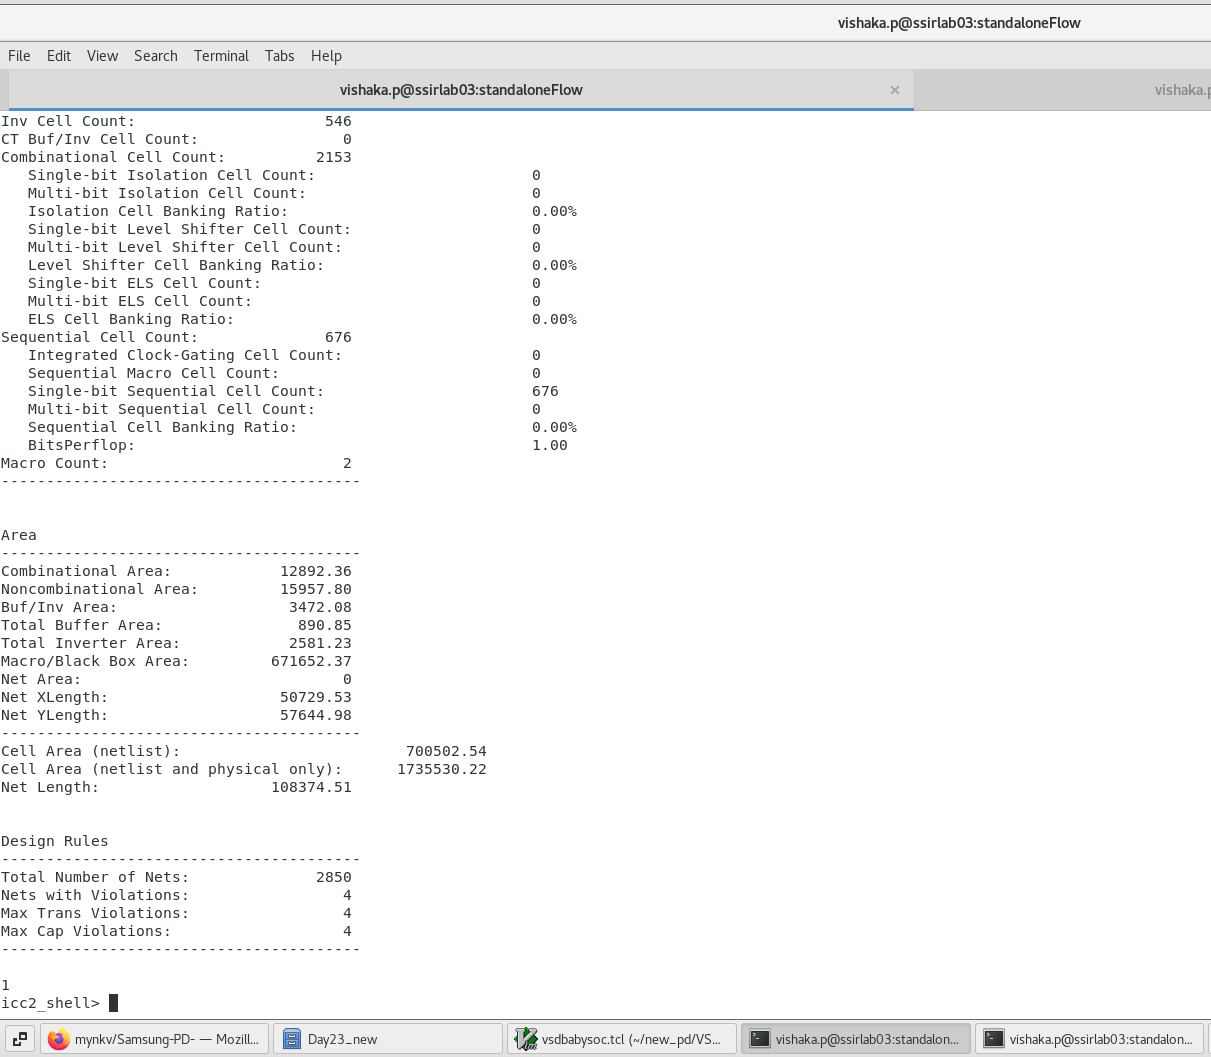 vishaka.p@ssirlab03:standaloneFlow
File Edit View Search Terminal Tabs Help
vishaka.p@ssirlab03:standaloneFlow × vishaka.p
Inv Cell Count: 546
CT Buf/Inv Cell Count: 0
Combinational Cell Count: 2153
Single-bit Isolation Cell Count: 0
Multi-bit Isolation Cell Count: 0
Isolation Cell Banking Ratio: 0.00%
Single-bit Level Shifter Cell Count: 0
Multi-bit Level Shifter Cell Count: 0
Level Shifter Cell Banking Ratio: 0.00%
Single-bit ELS Cell Count: 0
Multi-bit ELS Cell Count: 0
ELS Cell Banking Ratio: 0.00%
Sequential Cell Count: 676
Integrated Clock-Gating Cell Count: 0
Sequential Macro Cell Count: 0
Single-bit Sequential Cell Count: 676
Multi-bit Sequential Cell Count: 0
Sequential Cell Banking Ratio: 0.00%
BitsPerflop: 1.00
Macro Count: 2
----------------------------------------
Area
----------------------------------------
Combinational Area: 12892.36
Noncombinational Area: 15957.80
Buf/Inv Area: 3472.08
Total Buffer Area: 890.85
Total Inverter Area: 2581.23
Macro/Black Box Area: 671652.37
Net Area: 0
Net XLength: 50729.53
Net YLength: 57644.98
----------------------------------------
Cell Area (netlist): 700502.54
Cell Area (netlist and physical only): 1735530.22
Net Length: 108374.51
Design Rules
----------------------------------------
Total Number of Nets: 2850
Nets with Violations: 4
Max Trans Violations: 4
Max Cap Violations: 4
----------------------------------------
1
icc2_shell>
mynkv/Samsung-PD- — Mozill... Day23_new vsdbabysoc.tcl (~/new_pd/VS... vishaka.p@ssirlab03:standalon... vishaka.p@ssirlab03:standalon...